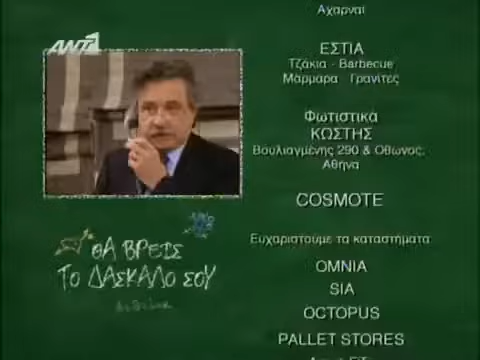 ANT1
ΘΑ ΒΡΕΙΣ
ΤΟ ΔΑΣΚΑΛΟ ΣΟΥ
Αχαρναί
ΕΣΤΙΑ
Τζάκια - Barbecue
Μάρμαρα Γρανίτες
Φωτιστικά
ΚΩΣΤΗΣ
Βουλιαγμένης 290 & Όθωνος,
Αθήνα
COSMOTE
Ευχαριστούμε τα καταστήματα
OMNIA
SIA
OCTOPUS
PALLET STORES